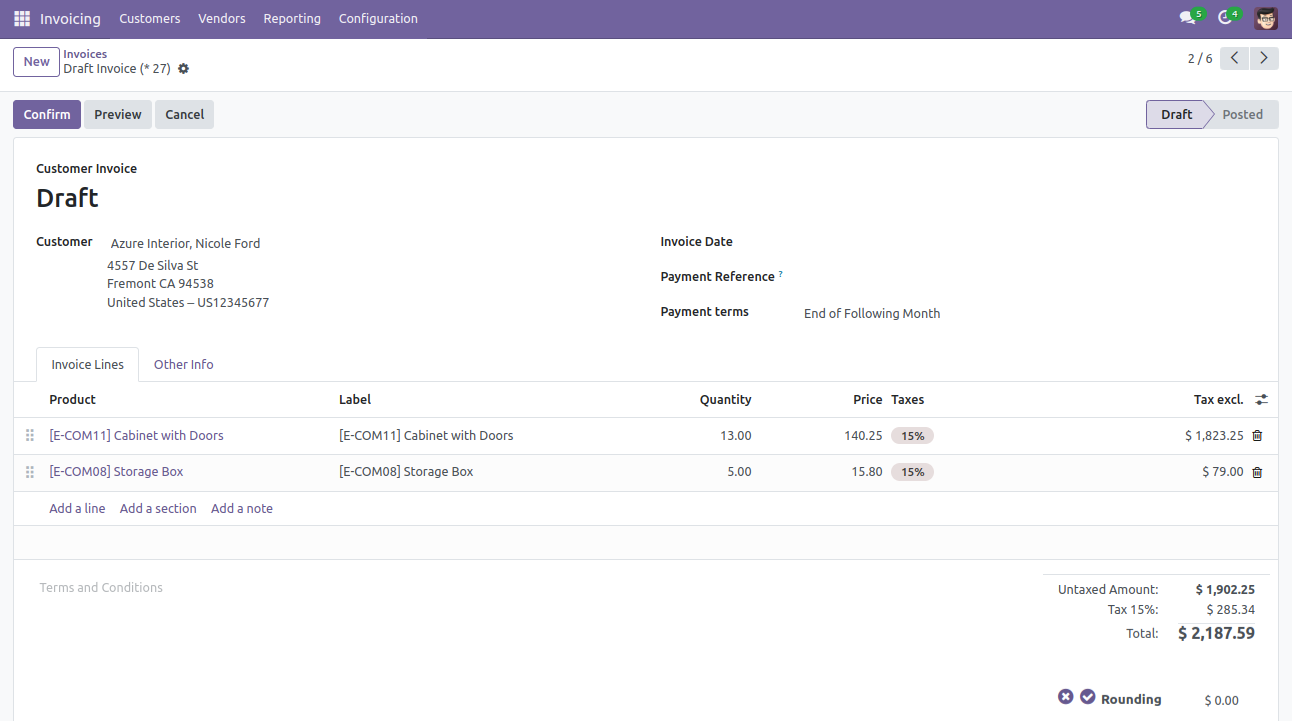 Invoicing Customers Vendors Reporting Configuration 5 4
New Invoices
Draft Invoice (* 27) 2 / 6
Confirm Preview Cancel Draft Posted
Customer Invoice
Draft
Customer Azure Interior, Nicole Ford Invoice Date
4557 De Silva St
Fremont CA 94538 Payment Reference ?
United States – US12345677
Payment terms End of Following Month
Invoice Lines Other Info
Product Label Quantity Price Taxes Tax excl.
[E-COM11] Cabinet with Doors [E-COM11] Cabinet with Doors 13.00 140.25 15% $ 1,823.25
[E-COM08] Storage Box [E-COM08] Storage Box 5.00 15.80 15% $ 79.00
Add a line Add a section Add a note
Terms and Conditions Untaxed Amount: $ 1,902.25
Tax 15%: $ 285.34
Total: $ 2,187.59
Rounding $ 0.00